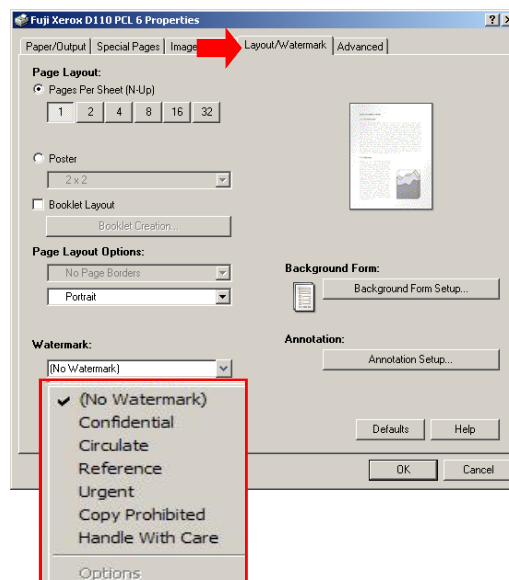 Fuji Xerox D110 PCL 6 Properties
Paper/Output Special Pages Image Layout/Watermark Advanced
Page Layout:
Pages Per Sheet (N-Up)
1 2 4 8 16 32
Poster
2 x 2
Booklet Layout
Booklet Creation...
Page Layout Options:
No Page Borders
Portrait
Background Form:
Background Form Setup...
Watermark:
(No Watermark)
Annotation:
Annotation Setup...
(No Watermark)
Confidential
Circulate
Reference
Urgent
Copy Prohibited
Handle With Care
Options
Defaults Help
OK Cancel